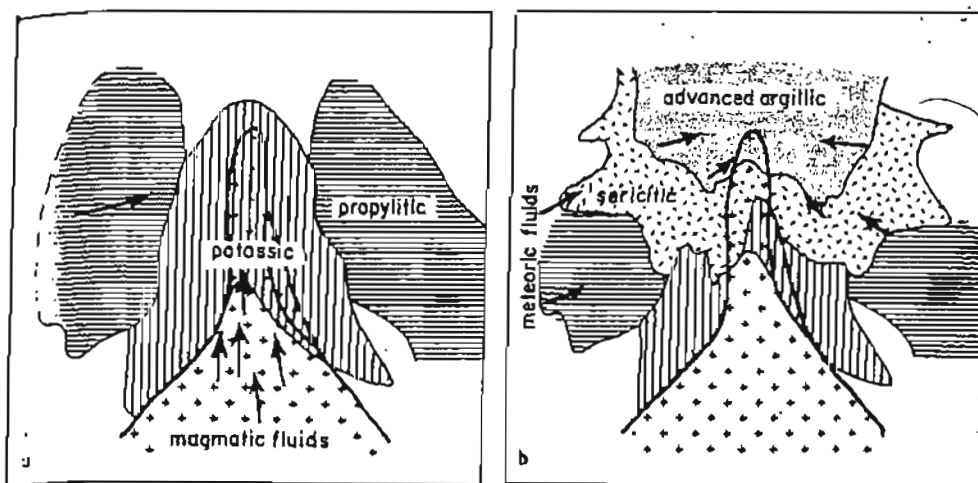 propylitic
potassic
magmatic fluids
a
advanced argillic
sericitic
meteoric fluids
b